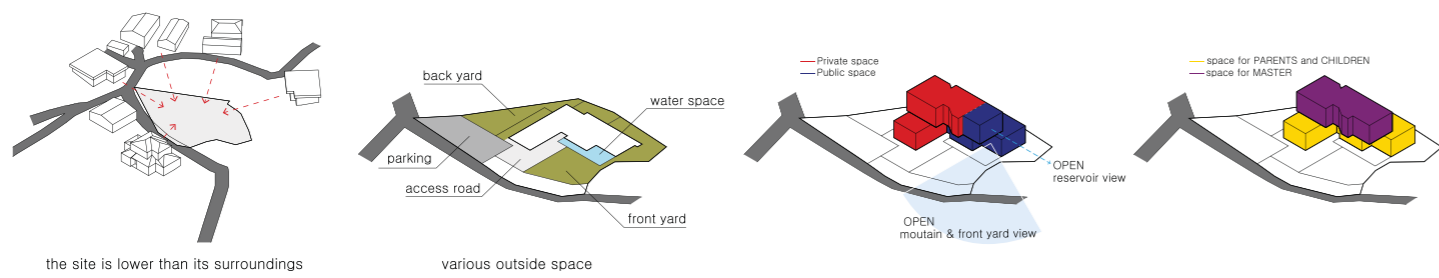 the site is lower than its surroundings
back yard
water space
parking
access road
front yard
various outside space
Private space
Public space
OPEN
reservoir view
OPEN
moutain & front yard view
space for PARENTS and CHILDREN
space for MASTER